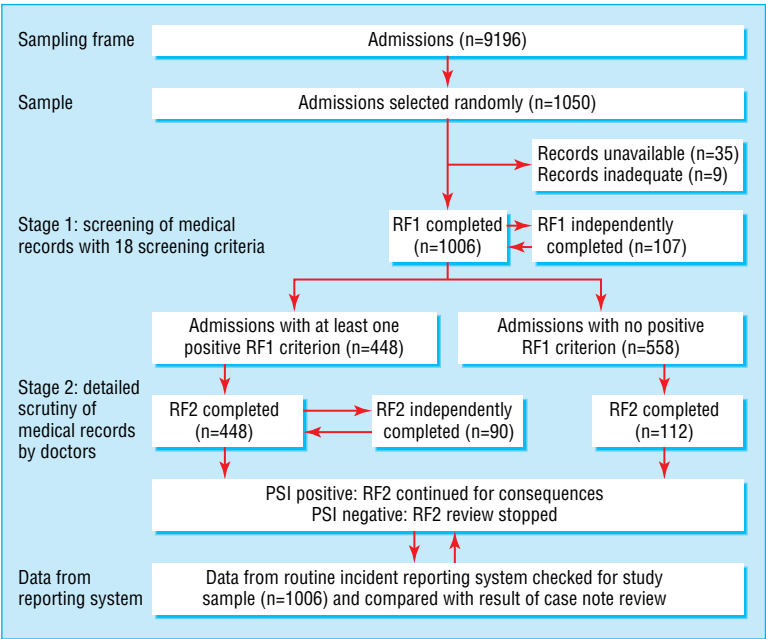 Sampling frame
Admissions (n=9196)
Sample
Admissions selected randomly (n=1050)
Records unavailable (n=35)
Records inadequate (n=9)
Stage 1: screening of medical
records with 18 screening criteria
RF1 completed
(n=1006)
RF1 independently
completed (n=107)
Admissions with at least one
positive RF1 criterion (n=448)
Admissions with no positive
RF1 criterion (n=558)
Stage 2: detailed
scrutiny of
medical records
by doctors
RF2 completed
(n=448)
RF2 independently
completed (n=90)
RF2 completed
(n=112)
PSI positive: RF2 continued for consequences
PSI negative: RF2 review stopped
Data from
reporting system
Data from routine incident reporting system checked for study
sample (n=1006) and compared with result of case note review